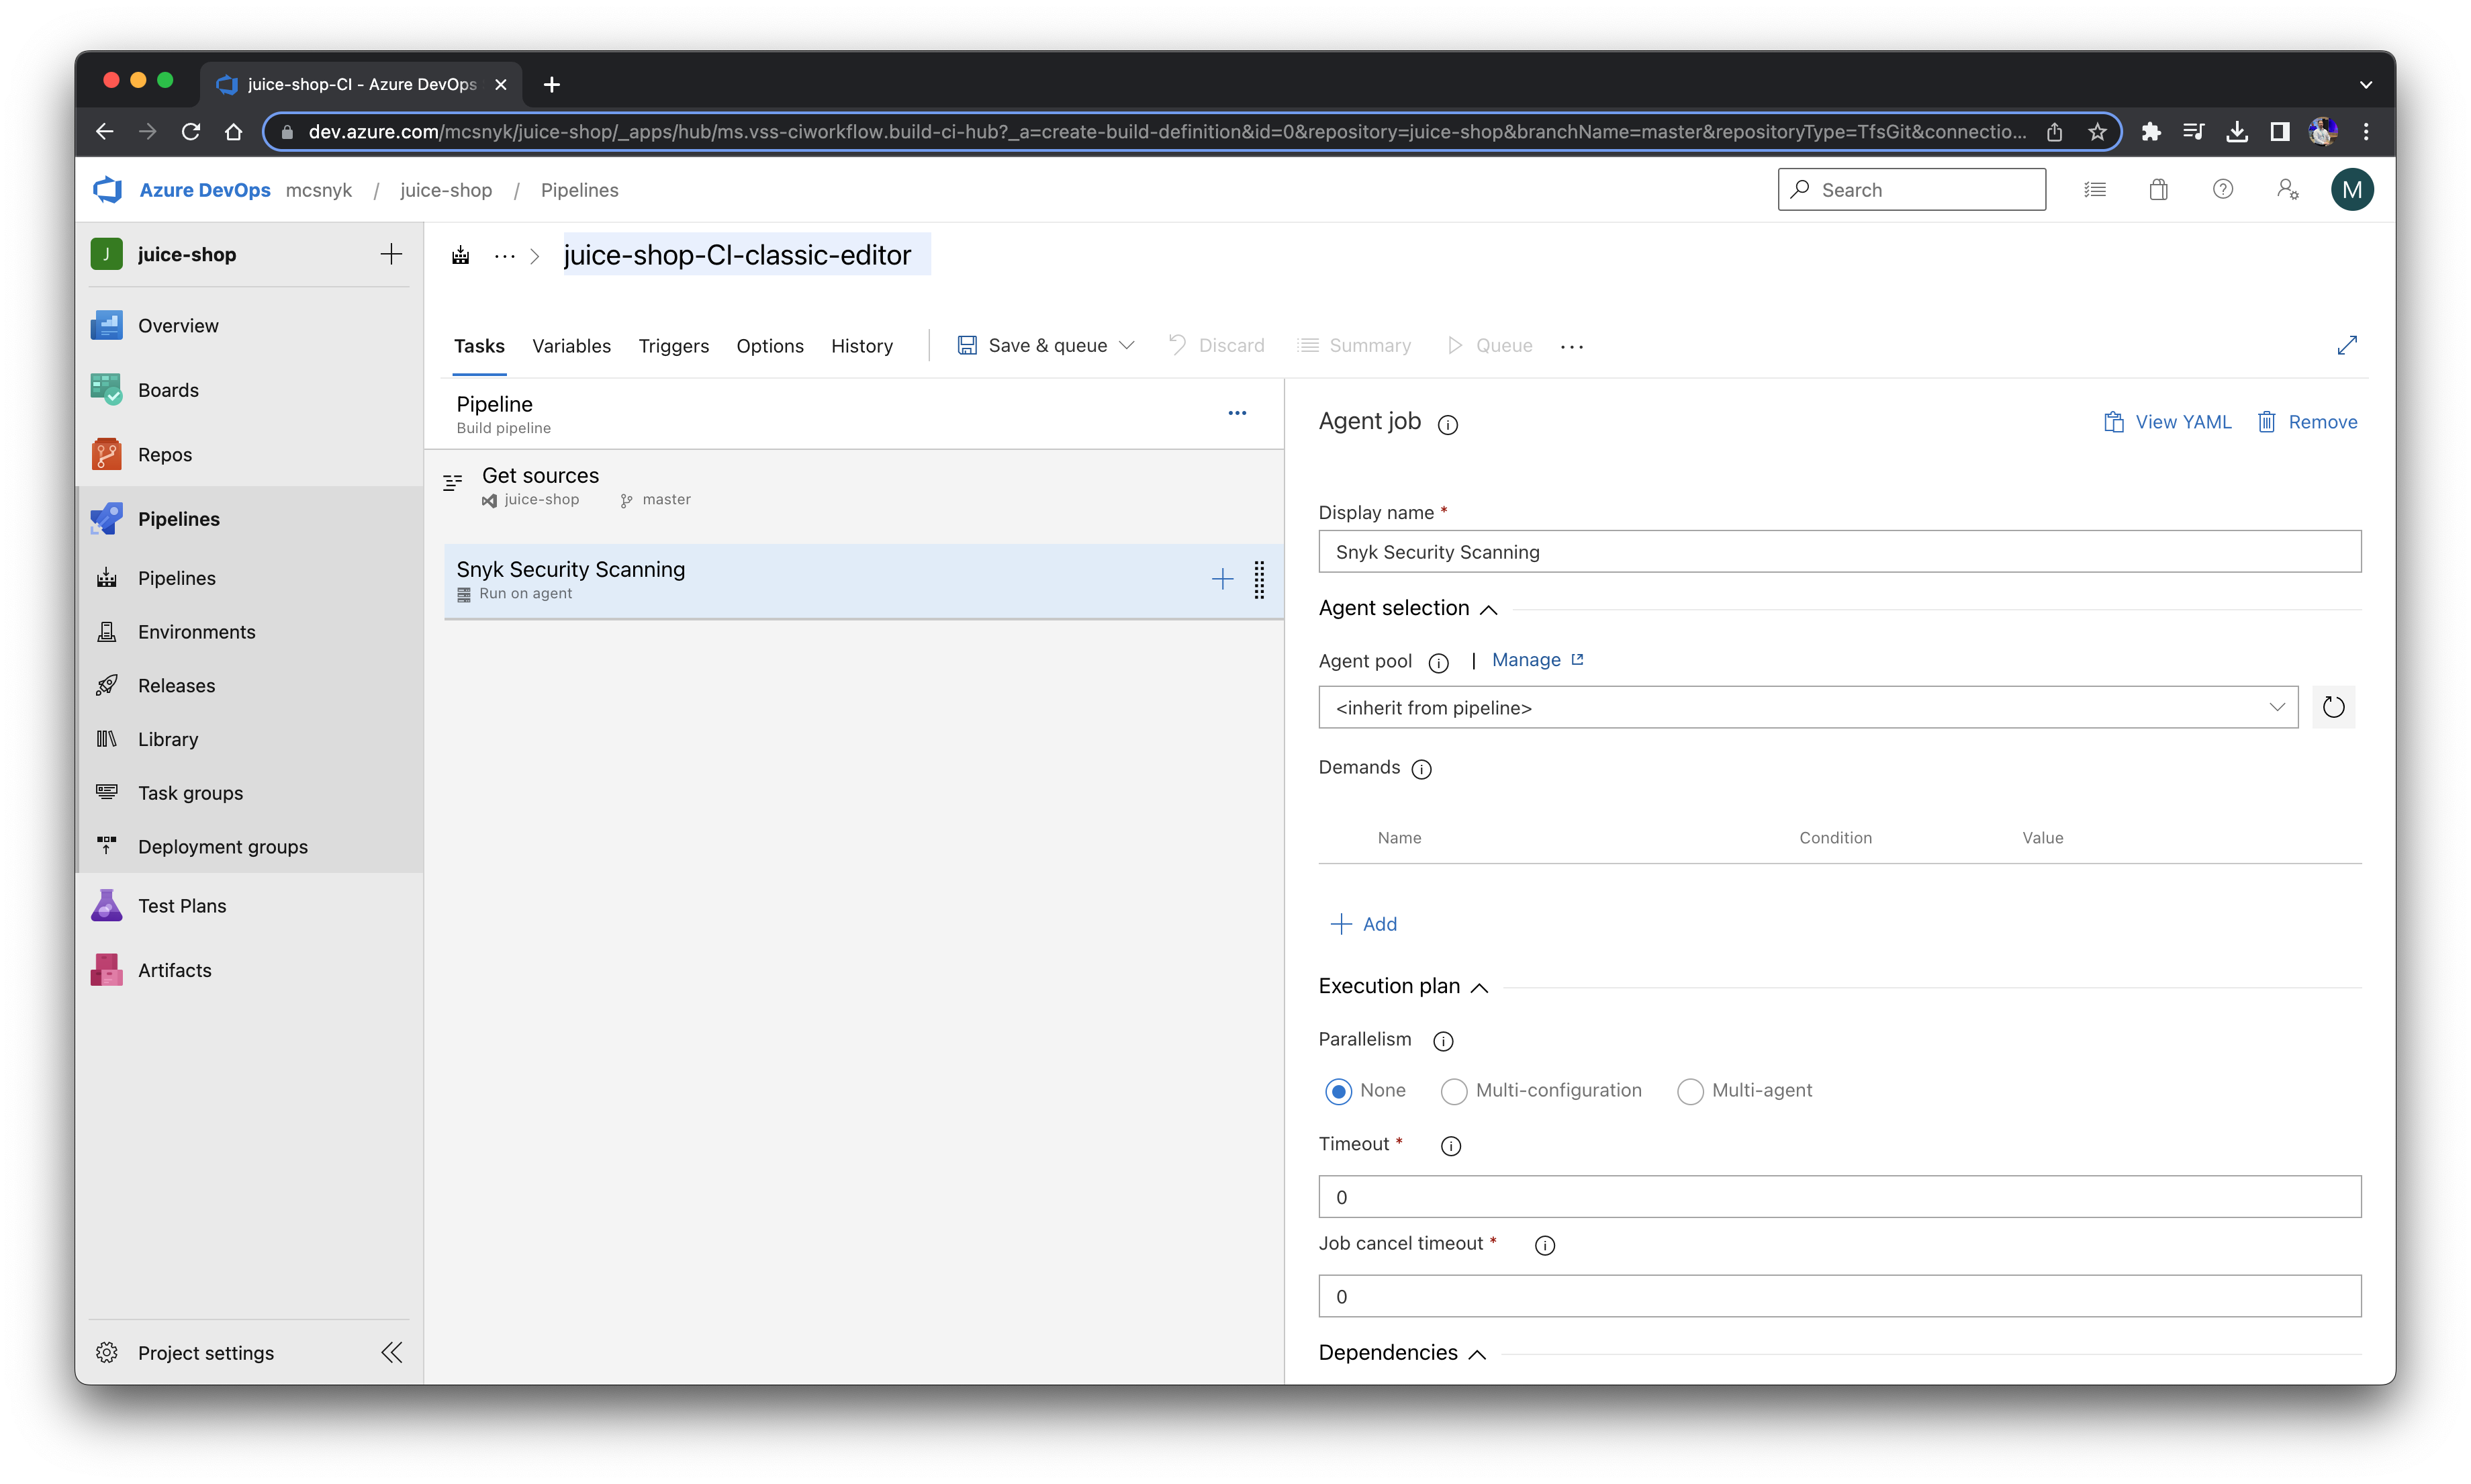 juice-shop-CI - Azure DevOps
dev.azure.com/mcsnyk/juice-shop/_apps/hub/ms.vss-ciworkflow.build-ci-hub?_a=create-build-definition&id=0&repository=juice-shop&branchName=master&repositoryType=TfsGit&connectio...
Azure DevOps mcsnyk / juice-shop / Pipelines
Search
M
J juice-shop
Overview
Boards
Repos
Pipelines
Pipelines
Environments
Releases
Library
Task groups
Deployment groups
Test Plans
Artifacts
Project settings
... > juice-shop-CI-classic-editor
Tasks Variables Triggers Options History Save & queue Discard Summary Queue ...
Pipeline
Build pipeline
Get sources
juice-shop master
Snyk Security Scanning
Run on agent
Agent job View YAML Remove
Display name *
Snyk Security Scanning
Agent selection
Agent pool | Manage
<inherit from pipeline>
Demands
Name Condition Value
Add
Execution plan
Parallelism
None Multi-configuration Multi-agent
Timeout *
0
Job cancel timeout *
0
Dependencies